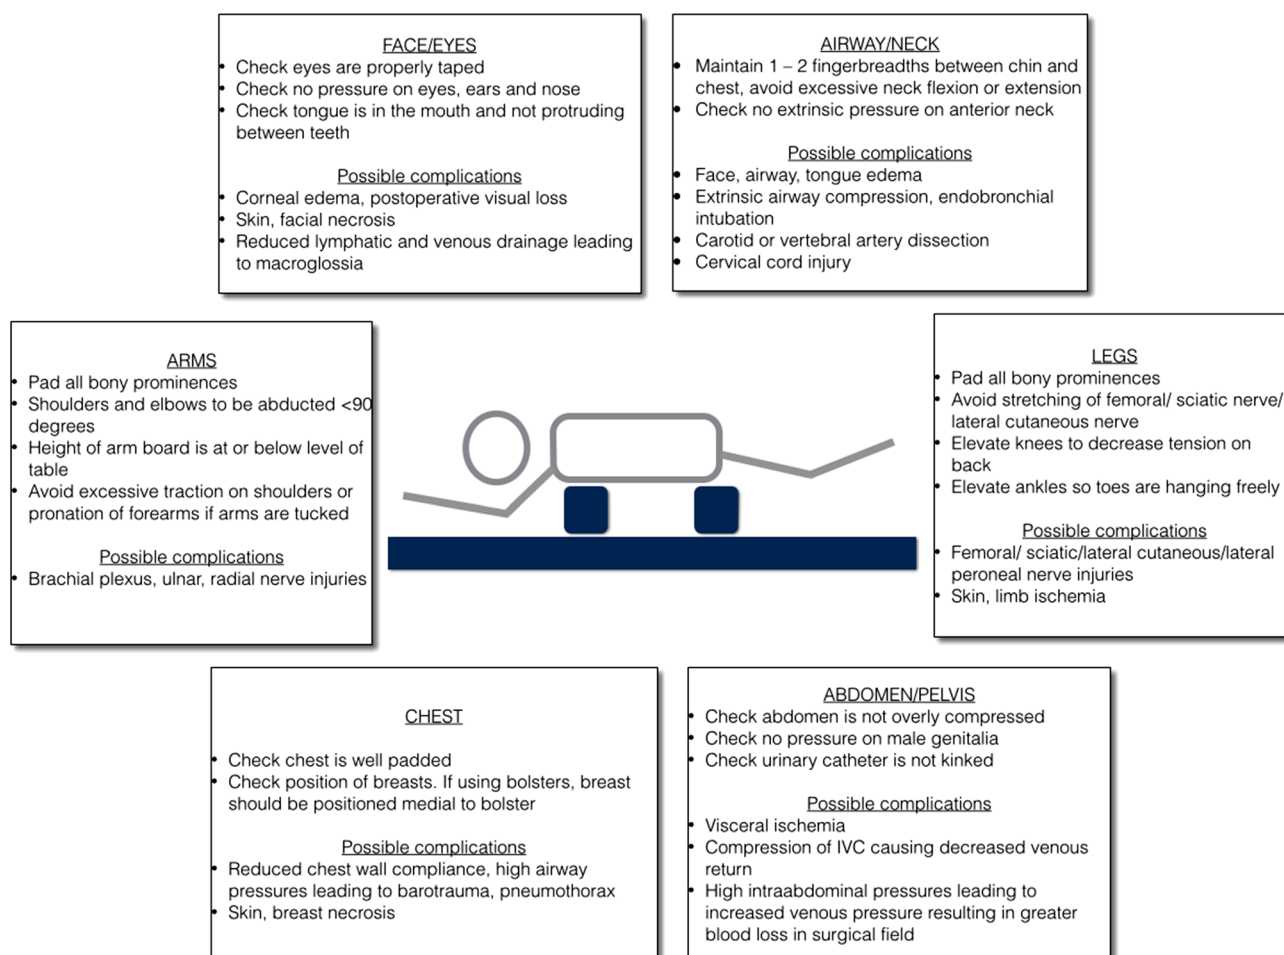 FACE/EYES
• Check eyes are properly taped
• Check no pressure on eyes, ears and nose
• Check tongue is in the mouth and not protruding
between teeth
Possible complications
• Corneal edema, postoperative visual loss
• Skin, facial necrosis
• Reduced lymphatic and venous drainage leading
to macroglossia
AIRWAY/NECK
• Maintain 1 – 2 fingerbreadths between chin and
chest, avoid excessive neck flexion or extension
• Check no extrinsic pressure on anterior neck
Possible complications
• Face, airway, tongue edema
• Extrinsic airway compression, endobronchial
intubation
• Carotid or vertebral artery dissection
• Cervical cord injury
ARMS
• Pad all bony prominences
• Shoulders and elbows to be abducted <90
degrees
• Height of arm board is at or below level of
table
• Avoid excessive traction on shoulders or
pronation of forearms if arms are tucked
Possible complications
• Brachial plexus, ulnar, radial nerve injuries
LEGS
• Pad all bony prominences
• Avoid stretching of femoral/ sciatic nerve/
lateral cutaneous nerve
• Elevate knees to decrease tension on
back
• Elevate ankles so toes are hanging freely
Possible complications
• Femoral/ sciatic/lateral cutaneous/lateral
peroneal nerve injuries
• Skin, limb ischemia
CHEST
• Check chest is well padded
• Check position of breasts. If using bolsters, breast
should be positioned medial to bolster
Possible complications
• Reduced chest wall compliance, high airway
pressures leading to barotrauma, pneumothorax
• Skin, breast necrosis
ABDOMEN/PELVIS
• Check abdomen is not overly compressed
• Check no pressure on male genitalia
• Check urinary catheter is not kinked
Possible complications
• Visceral ischemia
• Compression of IVC causing decreased venous
return
• High intraabdominal pressures leading to
increased venous pressure resulting in greater
blood loss in surgical field